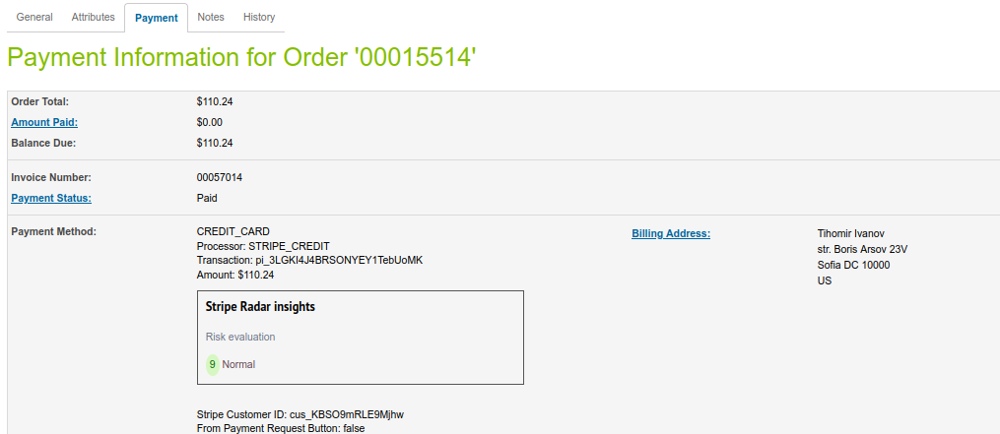 General Attributes Payment Notes History
Payment Information for Order '00015514'
Order Total: $110.24
Amount Paid: $0.00
Balance Due: $110.24
Invoice Number: 00057014
Payment Status: Paid
Payment Method: CREDIT_CARD
Processor: STRIPE_CREDIT
Transaction: pi_3LGKI4J4BRSONYEY1TebUoMK
Amount: $110.24
Stripe Radar insights
Risk evaluation
9 Normal
Stripe Customer ID: cus_KBSO9mRLE9Mjhw
From Payment Request Button: false
Billing Address: Tihomir Ivanov
str. Boris Arsov 23V
Sofia DC 10000
US